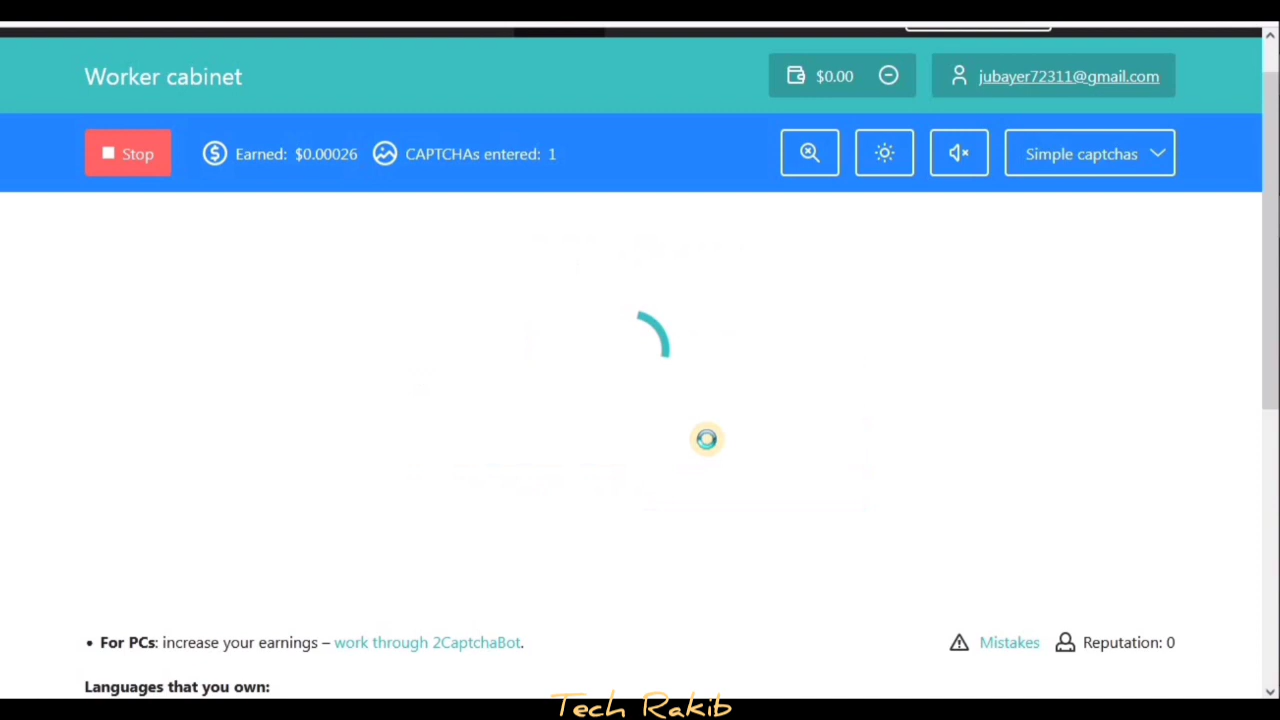 Worker cabinet
$0.00
jubayer72311@gmail.com
Stop
Earned: $0.00026
CAPTCHAs entered: 1
Simple captchas
• For PCs: increase your earnings – work through 2CaptchaBot.
Mistakes
Reputation: 0
Languages that you own:
Tech Rakib